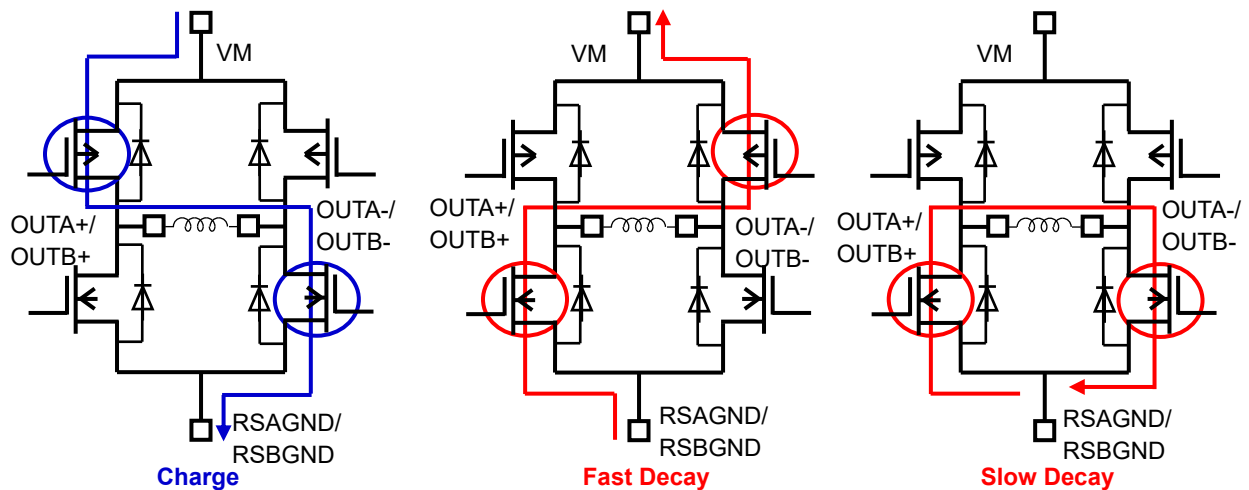 VM
OUTA+/
OUTB+
OUTA-/
OUTB-
RSAGND/
RSBGND
Charge
VM
OUTA+/
OUTB+
OUTA-/
OUTB-
RSAGND/
RSBGND
Fast Decay
VM
OUTA+/
OUTB+
OUTA-/
OUTB-
RSAGND/
RSBGND
Slow Decay